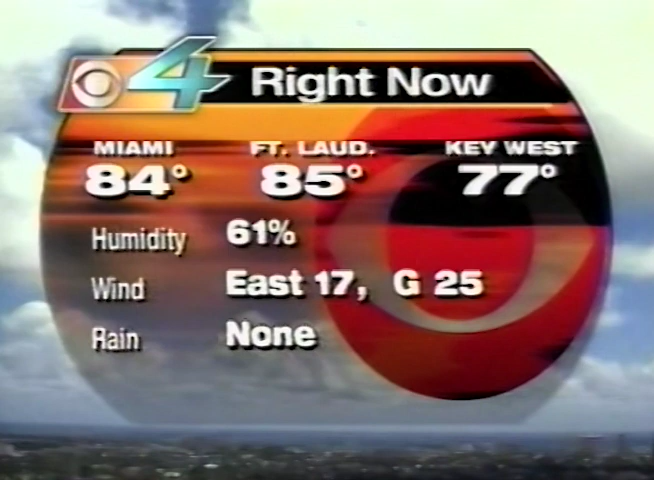 4 Right Now
MIAMI FT. LAUD. KEY WEST
84° 85° 77°
Humidity 61%
Wind East 17, G 25
Rain None